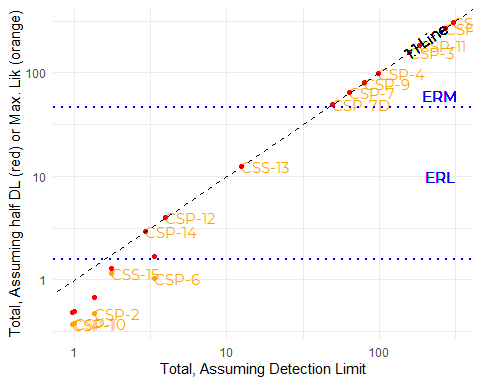 Total, Assuming half DL (red) or Max. Lik (orange)
100
10
1
1:1 Line
CSP-11
CSP-3
CSP-4
CSP-9
CSP-7
CSP-7D
ERM
ERL
CSS-13
CSP-12
CSP-14
CSS-15
CSP-6
CSP-2
CSP-10
1
10
100
Total, Assuming Detection Limit